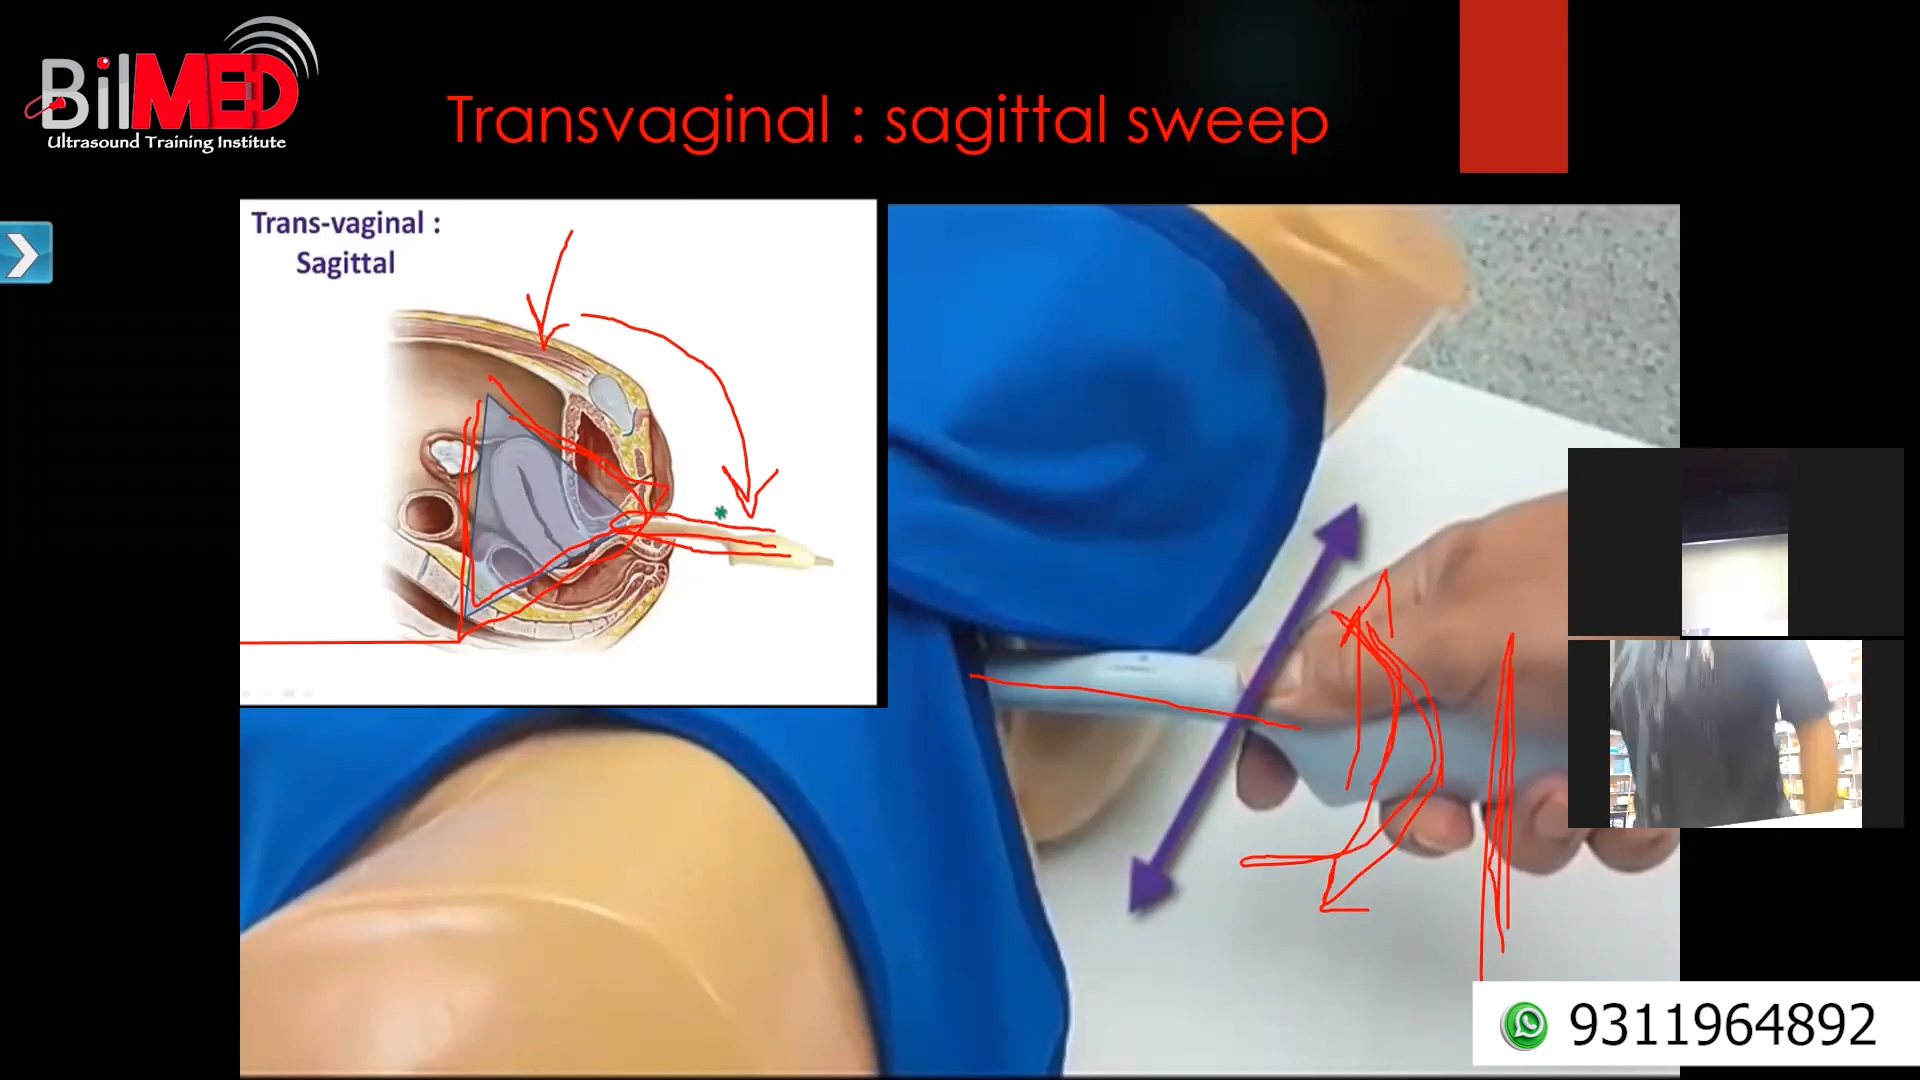 BilMED
Ultrasound Training Institute
Transvaginal : sagittal sweep
Trans-vaginal :
Sagittal
9311964892